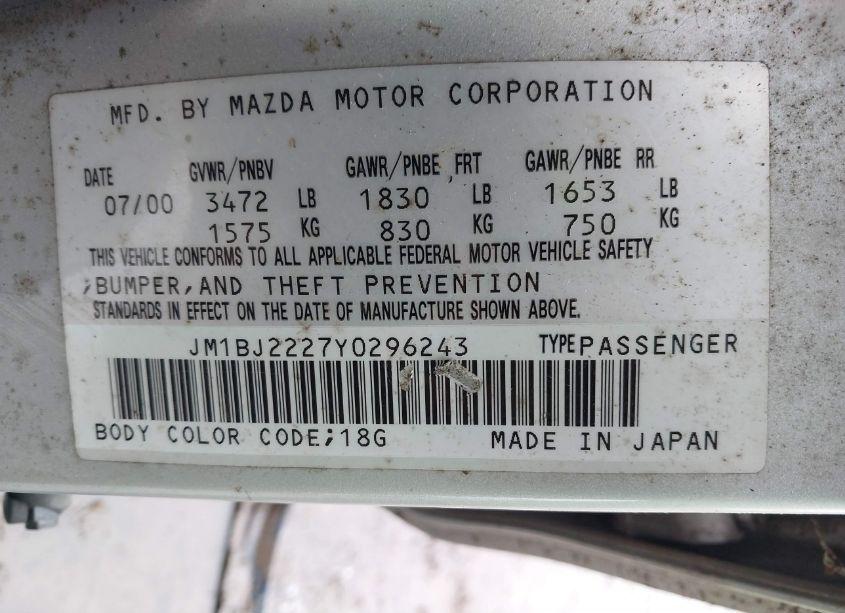 MFD. BY MAZDA MOTOR CORPORATION
DATE GVWR/PNBV GAWR/PNBE FRT GAWR/PNBE RR
07/00 3472 LB 1830 LB 1653 LB
1575 KG 830 KG 750 KG
THIS VEHICLE CONFORMS TO ALL APPLICABLE FEDERAL MOTOR VEHICLE SAFETY
,BUMPER,AND THEFT PREVENTION
STANDARDS IN EFFECT ON THE DATE OF MANUFACTURE SHOWN ABOVE.
JM1BJ2227Y0296243 TYPE PASSENGER
BODY COLOR CODE;18G MADE IN JAPAN